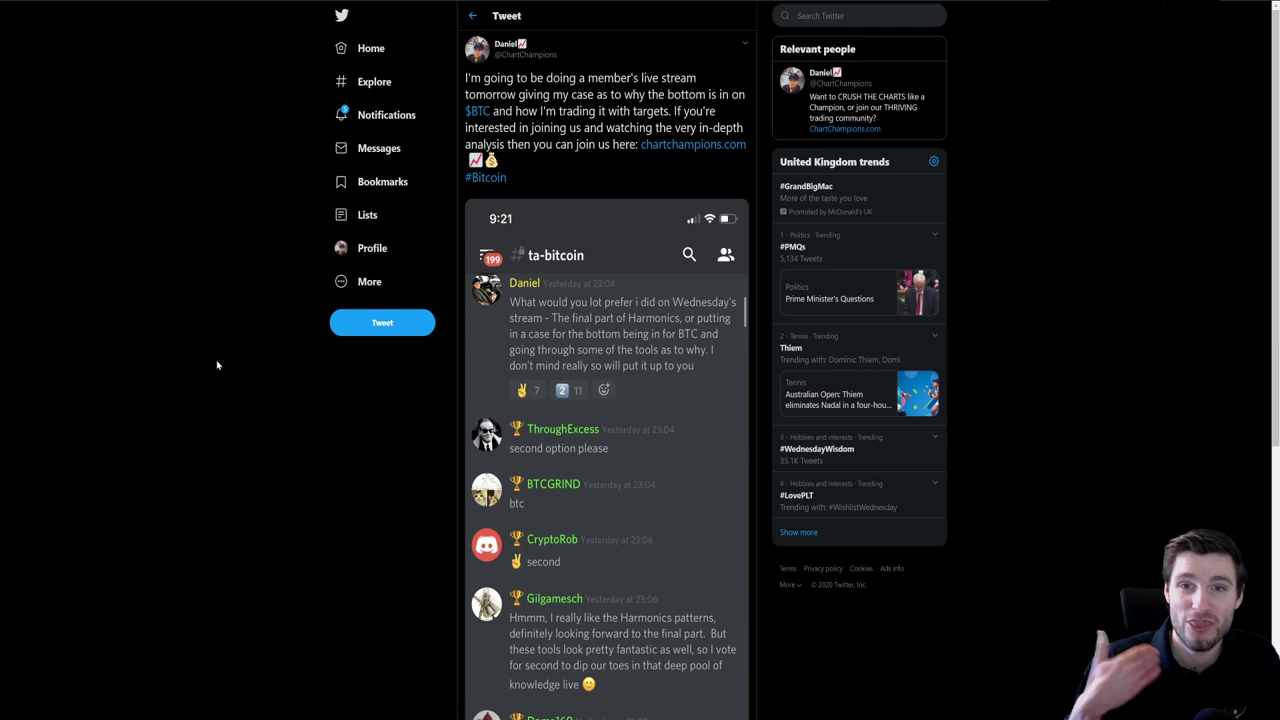 Home
Explore
Notifications
Messages
Bookmarks
Lists
Profile
More
Tweet
Tweet
Daniel
@ChartChampions
I'm going to be doing a member's live stream
tomorrow giving my case as to why the bottom is in on
$BTC and how I'm trading it with targets. If you're
interested in joining us and watching the very in-depth
analysis then you can join us here: chartchampions.com
#Bitcoin
9:21
199
# ta-bitcoin
Daniel Yesterday at 23:04
What would you lot prefer i did on Wednesday's
stream - The final part of Harmonics, or putting
in a case for the bottom being in for BTC and
going through some of the tools as to why. I
don't mind really so will put it up to you
7 2 11
ThroughExcess Yesterday at 23:04
second option please
BTCGRIND Yesterday at 23:04
btc
CryptoRob Yesterday at 23:06
second
Gilgamesch Yesterday at 23:06
Hmmm, I really like the Harmonics patterns,
definitely looking forward to the final part. But
these tools look pretty fantastic as well, so I vote
for second to dip our toes in that deep pool of
knowledge live
Search Twitter
Relevant people
Daniel
@ChartChampions
Want to CRUSH THE CHARTS like a
Champion, or join our THRIVING
trading community?
ChartChampions.com
United Kingdom trends
#GrandBigMac
More of the taste you love
Promoted by McDonald's UK
1 · Politics · Trending
#PMQs
5,134 Tweets
Politics
Prime Minister's Questions
2 · Tennis · Trending
Thiem
Trending with: Dominic Thiem, Domi
Tennis
Australian Open: Thiem
eliminates Nadal in a four-hou...
3 · Hobbies and interests · Trending
#WednesdayWisdom
35.1K Tweets
4 · Hobbies and interests · Trending
#LovePLT
Trending with: #WishlistWednesday
Show more
Terms Privacy policy Cookies Ads info
More © 2020 Twitter, Inc.